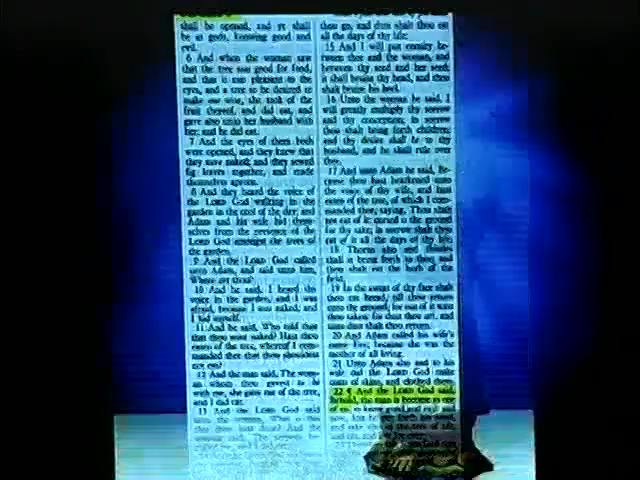 shall be opened, and ye shall
be as gods, knowing good and
evil.
6 And when the woman saw
that the tree was good for food,
and that it was pleasant to the
eyes, and a tree to be desired to
make one wise, she took of the
fruit thereof, and did eat, and
gave also unto her husband with
her; and he did eat.
7 And the eyes of them both
were opened, and they knew that
they were naked; and they sewed
fig leaves together, and made
themselves aprons.
8 And they heard the voice of
the LORD God walking in the
garden in the cool of the day: and
Adam and his wife hid them-
selves from the presence of the
LORD God amongst the trees of
the garden.
9 And the LORD God called
unto Adam, and said unto him,
Where art thou?
10 And he said, I heard thy
voice in the garden, and I was
afraid, because I was naked; and
I hid myself.
11 And he said, Who told thee
that thou wast naked? Hast thou
eaten of the tree, whereof I com-
manded thee that thou shouldest
not eat?
12 And the man said, The wom-
an whom thou gavest to be
with me, she gave me of the tree,
and I did eat.
13 And the LORD God said
thou go, and dust shalt thou eat
all the days of thy life:
15 And I will put enmity be-
tween thee and the woman, and
between thy seed and her seed;
it shall bruise thy head, and thou
shalt bruise his heel.
16 Unto the woman he said, I
will greatly multiply thy sorrow
and thy conception; in sorrow
thou shalt bring forth children;
and thy desire shall be to thy
husband, and he shall rule over
thee.
17 And unto Adam he said, Be-
cause thou hast hearkened unto
the voice of thy wife, and hast
eaten of the tree, of which I com-
manded thee, saying, Thou shalt
not eat of it: cursed is the ground
for thy sake; in sorrow shalt thou
eat of it all the days of thy life;
18 Thorns also and thistles
shall it bring forth to thee; and
thou shalt eat the herb of the
field;
19 In the sweat of thy face shalt
thou eat bread, till thou return
unto the ground; for out of it wast
thou taken: for dust thou art, and
unto dust shalt thou return.
20 And Adam called his wife's
name Eve; because she was the
mother of all living.
21 Unto Adam also and to his
wife did the LORD God make
coats of skins, and clothed them.
22 ¶ And the LORD God said,
Behold, the man is become as one
of us, to know good and evil: and